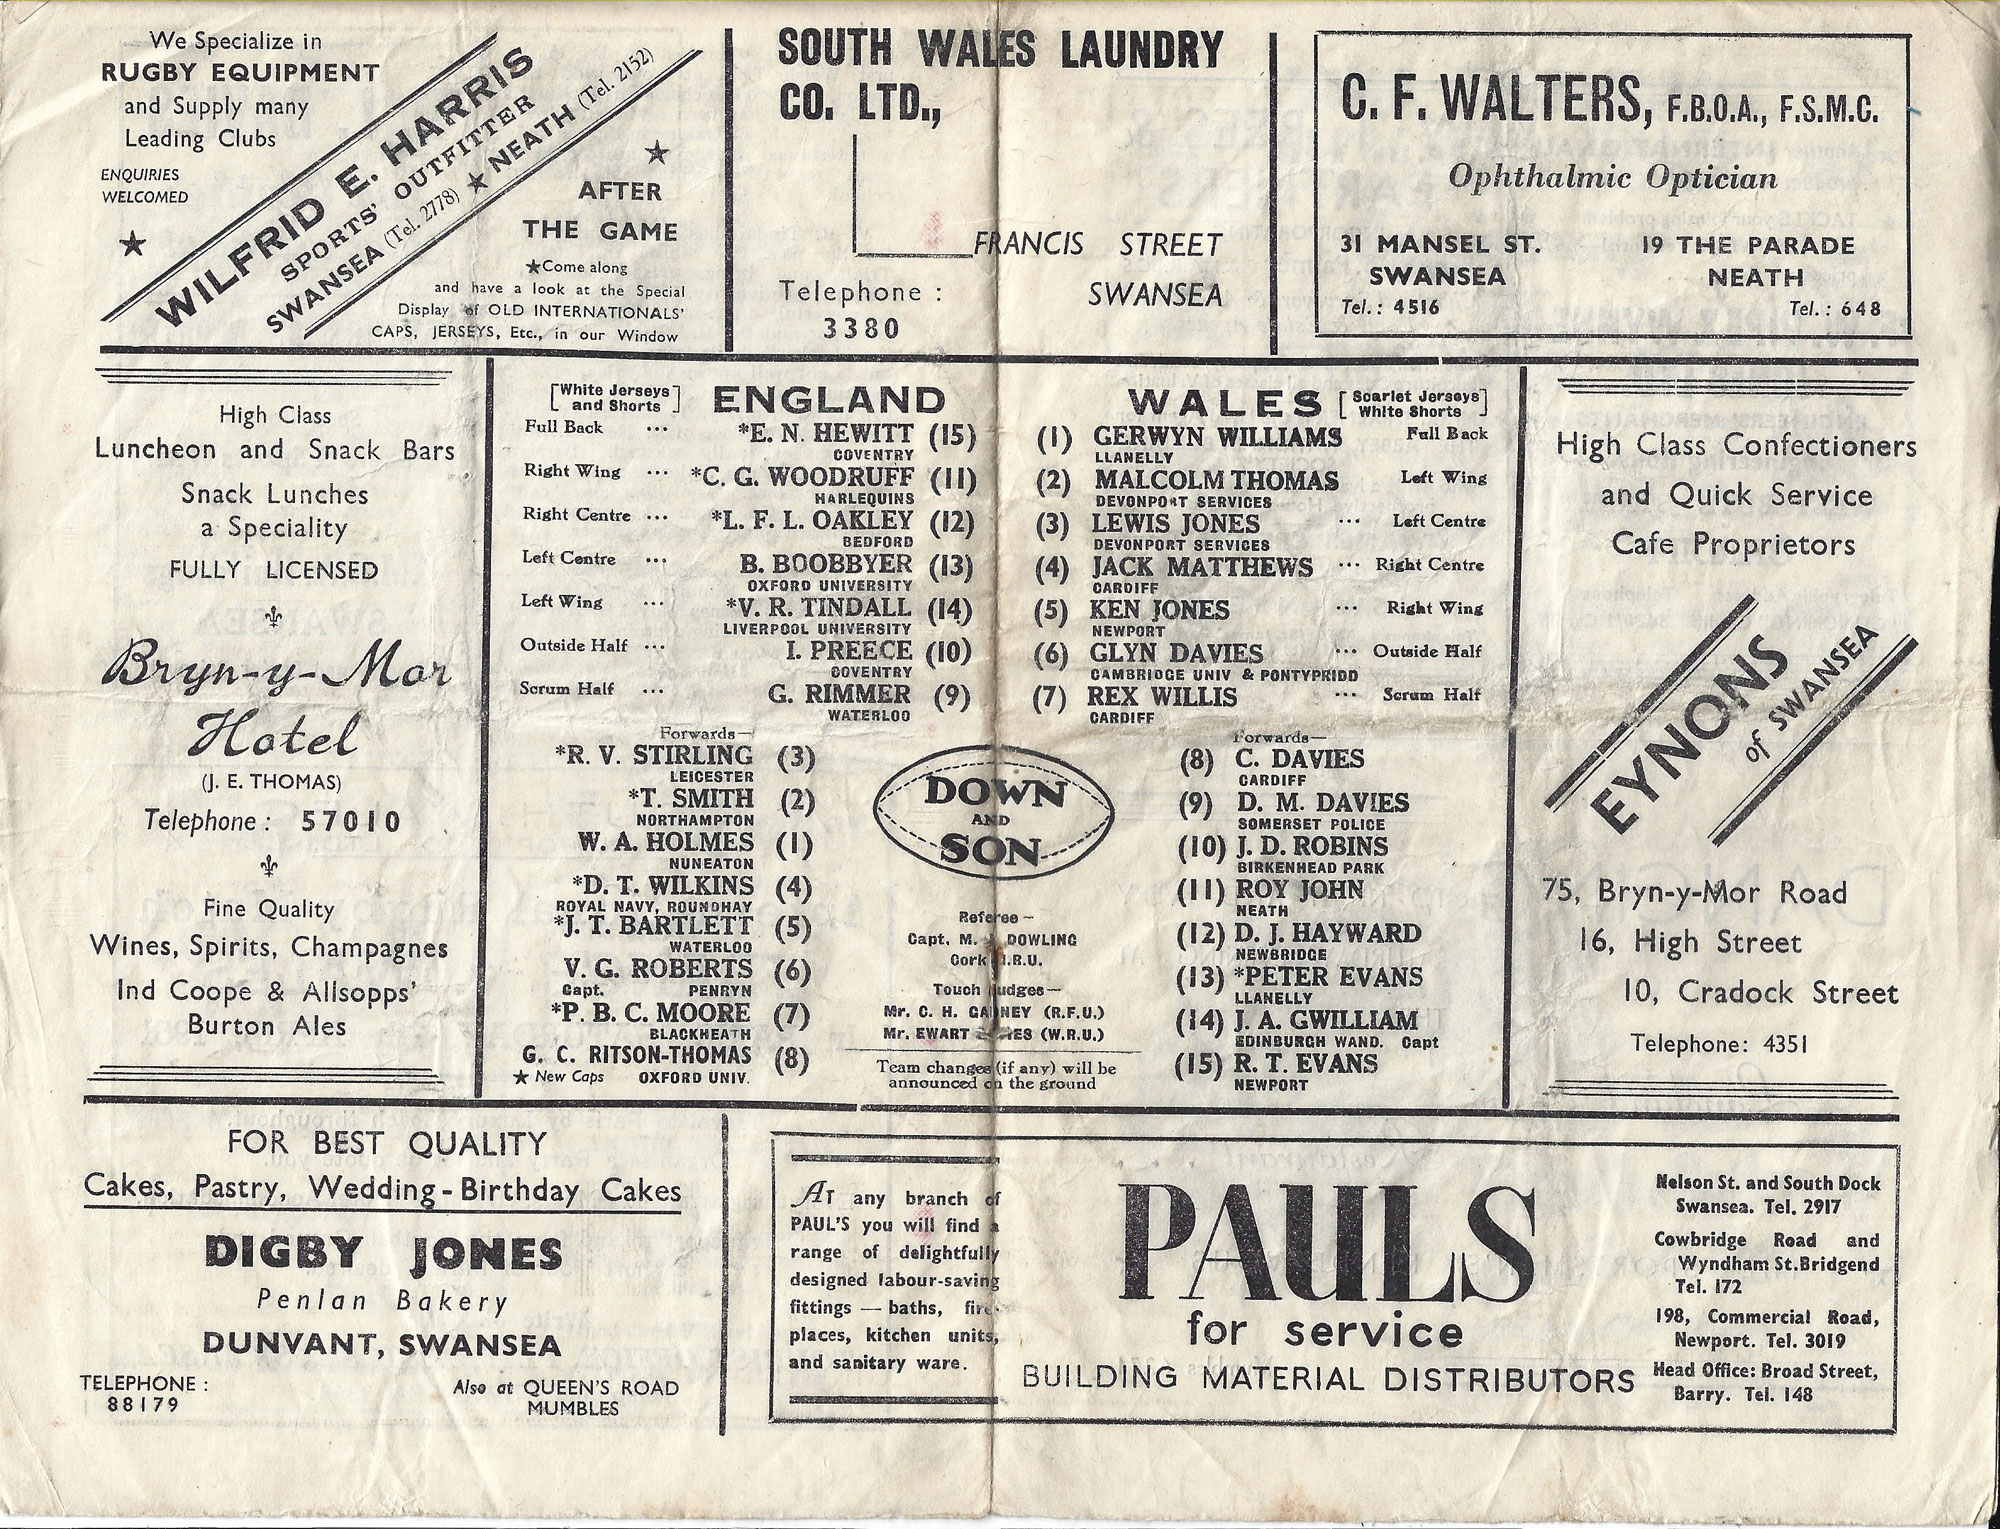 We Specialize in
RUGBY EQUIPMENT
and Supply many
Leading Clubs
ENQUIRIES
WELCOMED
WILFRID E. HARRIS
SPORTS' OUTFITTER
SWANSEA (Tel. 2778) ★ NEATH (Tel. 2152)
AFTER
THE GAME
★Come along
and have a look at the Special
Display of OLD INTERNATIONALS'
CAPS, JERSEYS, Etc., in our Window
SOUTH WALES LAUNDRY
CO. LTD.,
FRANCIS STREET
SWANSEA
Telephone :
3380
C. F. WALTERS, F.B.O.A., F.S.M.C.
Ophthalmic Optician
31 MANSEL ST.
SWANSEA
Tel. : 4516
19 THE PARADE
NEATH
Tel. : 648
High Class
Luncheon and Snack Bars
Snack Lunches
a Speciality
FULLY LICENSED
Bryn-y-Mor
Hotel
(J. E. THOMAS)
Telephone : 57010
Fine Quality
Wines, Spirits, Champagnes
Ind Coope & Allsopps'
Burton Ales
[White Jerseys and Shorts] ENGLAND
Full Back ... *E. N. HEWITT (15)
COVENTRY
Right Wing ... *C. G. WOODRUFF (11)
HARLEQUINS
Right Centre ... *L. F. L. OAKLEY (12)
BEDFORD
Left Centre ... B. BOOBBYER (13)
OXFORD UNIVERSITY
Left Wing ... *V. R. TINDALL (14)
LIVERPOOL UNIVERSITY
Outside Half ... I. PREECE (10)
COVENTRY
Scrum Half ... G. RIMMER (9)
WATERLOO
Forwards—
*R. V. STIRLING (3)
LEICESTER
*T. SMITH (2)
NORTHAMPTON
W. A. HOLMES (1)
NUNEATON
*D. T. WILKINS (4)
ROYAL NAVY, ROUNDHAY
*J. T. BARTLETT (5)
WATERLOO
V. G. ROBERTS (6)
Capt. PENRYN
*P. B. C. MOORE (7)
BLACKHEATH
G. C. RITSON-THOMAS (8)
★ New Caps OXFORD UNIV.
WALES [Scarlet Jerseys White Shorts]
(1) GERWYN WILLIAMS Full Back
LLANELLY
(2) MALCOLM THOMAS Left Wing
DEVONPORT SERVICES
(3) LEWIS JONES ... Left Centre
DEVONPORT SERVICES
(4) JACK MATTHEWS ... Right Centre
CARDIFF
(5) KEN JONES ... Right Wing
NEWPORT
(6) GLYN DAVIES ... Outside Half
CAMBRIDGE UNIV & PONTYPRIDD
(7) REX WILLIS ... Scrum Half
CARDIFF
Forwards—
(8) C. DAVIES
CARDIFF
(9) D. M. DAVIES
SOMERSET POLICE
(10) J. D. ROBINS
BIRKENHEAD PARK
(11) ROY JOHN
NEATH
(12) D. J. HAYWARD
NEWBRIDGE
(13) *PETER EVANS
LLANELLY
(14) J. A. GWILLIAM
EDINBURGH WAND. Capt
(15) R. T. EVANS
NEWPORT
DOWN
AND
SON
Referee –
Capt. M. J. DOWLING
Cork I.R.U.
Touch Judges—
Mr. C. H. GADNEY (R.F.U.)
Mr. EWART (W.R.U.)
Team changes (if any) will be
announced on the ground
High Class Confectioners
and Quick Service
Cafe Proprietors
EYNONS
of SWANSEA
75, Bryn-y-Mor Road
16, High Street
10, Cradock Street
Telephone: 4351
FOR BEST QUALITY
Cakes, Pastry, Wedding - Birthday Cakes
DIGBY JONES
Penlan Bakery
DUNVANT, SWANSEA
TELEPHONE :
88179
Also at QUEEN'S ROAD
MUMBLES
AT any branch of
PAUL'S you will find a
range of delightfully
designed labour-saving
fittings — baths, fire-
places, kitchen units,
and sanitary ware.
PAULS
for service
BUILDING MATERIAL DISTRIBUTORS
Nelson St. and South Dock
Swansea. Tel. 2917
Cowbridge Road and
Wyndham St. Bridgend
Tel. 172
198, Commercial Road,
Newport. Tel. 3019
Head Office: Broad Street,
Barry. Tel. 148